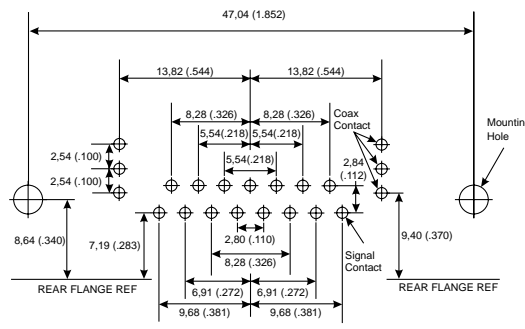 47,04 (1.852)
13,82 (.544) 13,82 (.544)
8,28 (.326) 8,28 (.326)
Coax
Contact
Mountin
Hole
5,54(.218) 5,54(.218)
2,54 (.100)
5,54(.218)
2,84
(.112)
2,54 (.100)
8,64 (.340)
7,19 (.283)
2,80 (.110)
9,40 (.370)
8,28 (.326)
Signal
Contact
REAR FLANGE REF
REAR FLANGE REF
6,91 (.272) 6,91 (.272)
9,68 (.381) 9,68 (.381)